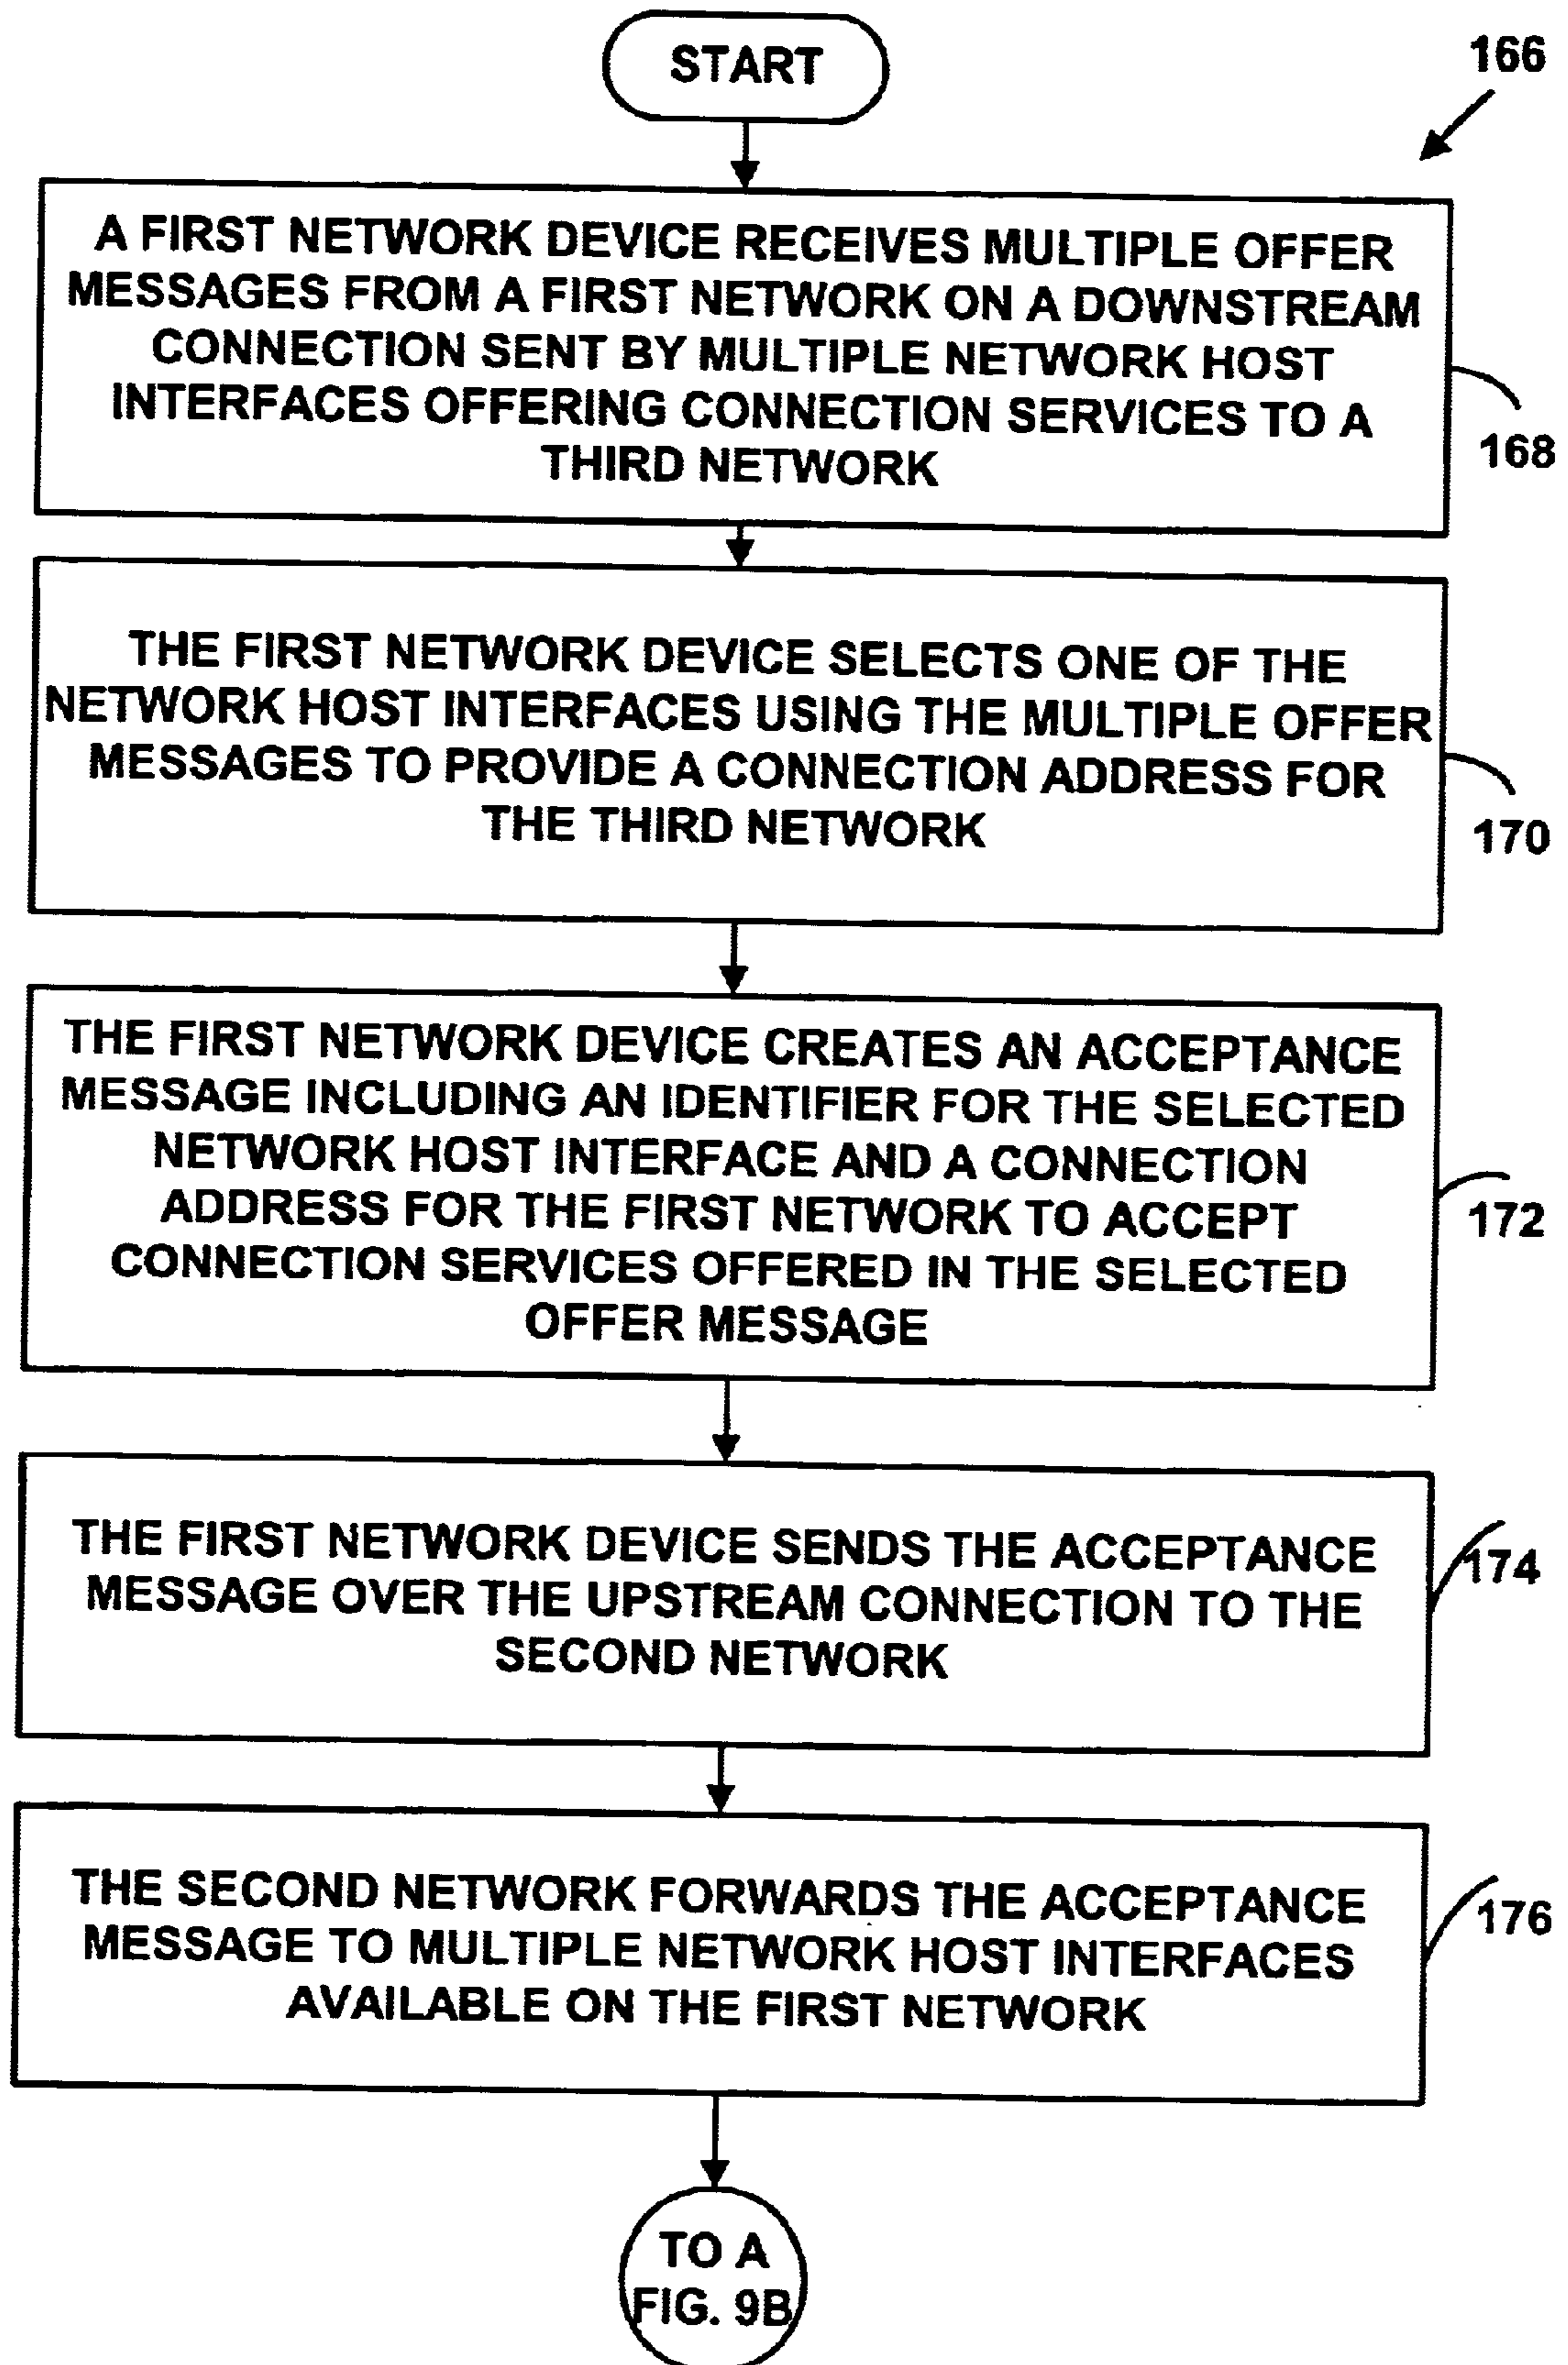 START
166
A FIRST NETWORK DEVICE RECEIVES MULTIPLE OFFER
MESSAGES FROM A FIRST NETWORK ON A DOWNSTREAM
CONNECTION SENT BY MULTIPLE NETWORK HOST
INTERFACES OFFERING CONNECTION SERVICES TO A
THIRD NETWORK
168
THE FIRST NETWORK DEVICE SELECTS ONE OF THE
NETWORK HOST INTERFACES USING THE MULTIPLE OFFER
MESSAGES TO PROVIDE A CONNECTION ADDRESS FOR
THE THIRD NETWORK
170
THE FIRST NETWORK DEVICE CREATES AN ACCEPTANCE
MESSAGE INCLUDING AN IDENTIFIER FOR THE SELECTED
NETWORK HOST INTERFACE AND A CONNECTION
ADDRESS FOR THE FIRST NETWORK TO ACCEPT
CONNECTION SERVICES OFFERED IN THE SELECTED
OFFER MESSAGE
172
THE FIRST NETWORK DEVICE SENDS THE ACCEPTANCE
MESSAGE OVER THE UPSTREAM CONNECTION TO THE
SECOND NETWORK
174
THE SECOND NETWORK FORWARDS THE ACCEPTANCE
MESSAGE TO MULTIPLE NETWORK HOST INTERFACES
AVAILABLE ON THE FIRST NETWORK
176
TO A
FIG. 9B